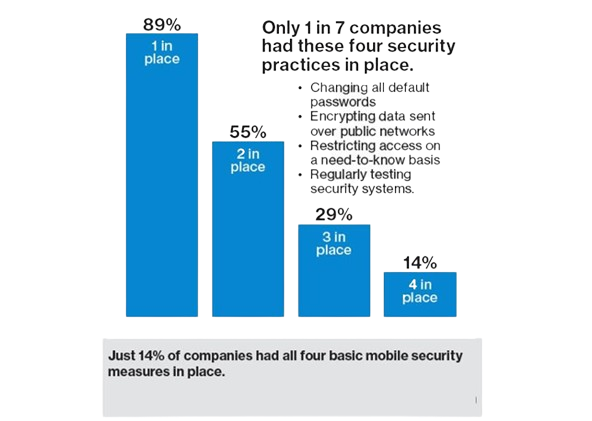 89%
1 in
place
Only 1 in 7 companies
had these four security
practices in place.
• Changing all default
passwords
• Encrypting data sent
over public networks
• Restricting access on
a need-to-know basis
• Regularly testing
security systems.
55%
2 in
place
29%
3 in
place
14%
4 in
place
Just 14% of companies had all four basic mobile security
measures in place.